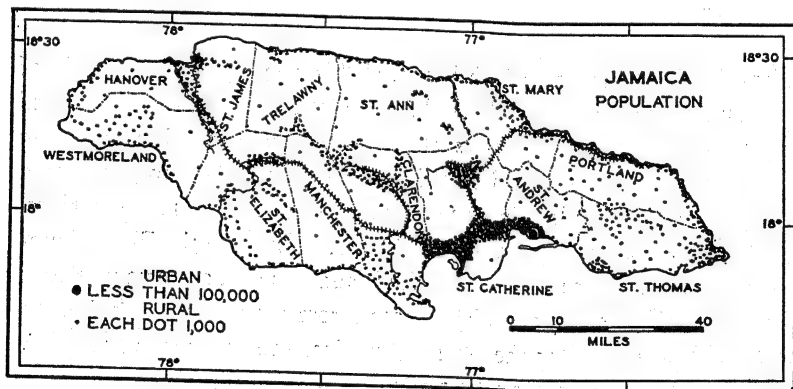 78°
77°
18°30
18°30
HANOVER
ST. JAMES
TRELAWNY
ST. ANN
ST. MARY
JAMAICA
POPULATION
WESTMORELAND
CLARENDON
PORTLAND
ST. ANDREW
18°
ST. ELIZABETH
MANCHESTER
18°
URBAN
LESS THAN 100,000
RURAL
EACH DOT 1,000
ST. CATHERINE
ST. THOMAS
0 10 20 40
MILES
78°
77°